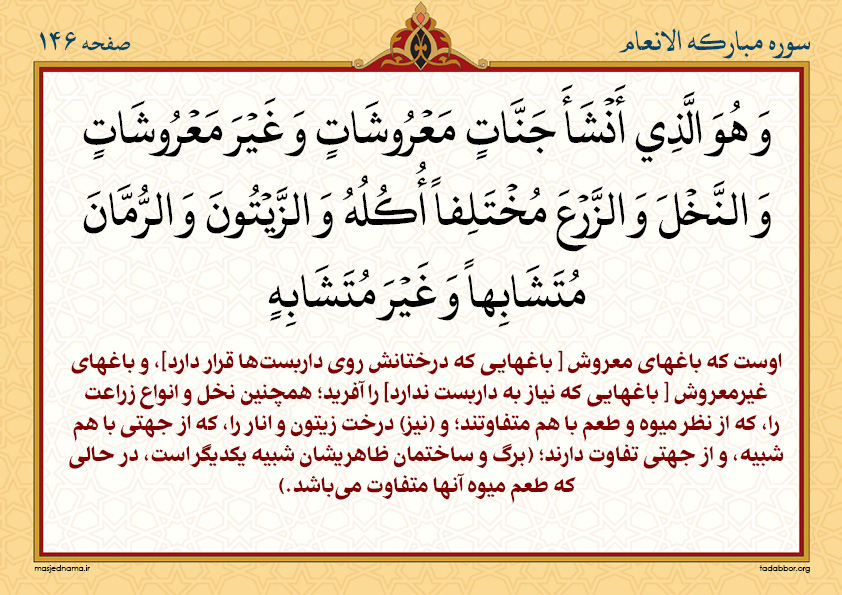 سوره مبارکه الانعام
صفحه ۱۴۶
وَ هُوَ الَّذِي أَنْشَأَ جَنَّاتٍ مَعْرُوشَاتٍ وَ غَيْرَ مَعْرُوشَاتٍ
وَ النَّخْلَ وَ الزَّرْعَ مُخْتَلِفاً أُكُلُهُ وَ الزَّيْتُونَ وَ الرُّمَّانَ
مُتَشَابِهاً وَ غَيْرَ مُتَشَابِهٍ
اوست که باغهای معروش [ باغهایی که درختانش روی داربست‌ها قرار دارد]، و باغهای
غیرمعروش [ باغهایی که نیاز به داربست ندارد] را آفرید؛ همچنین نخل و انواع زراعت
را، که از نظر میوه و طعم با هم متفاوتند؛ و (نیز) درخت زیتون و انار را، که از جهتی با هم
شبیه، و از جهتی تفاوت دارند؛ (برگ و ساختمان ظاهریشان شبیه یکدیگر است، در حالی
که طعم میوه آنها متفاوت می‌باشد.)
masjednama.ir
tadabbor.org